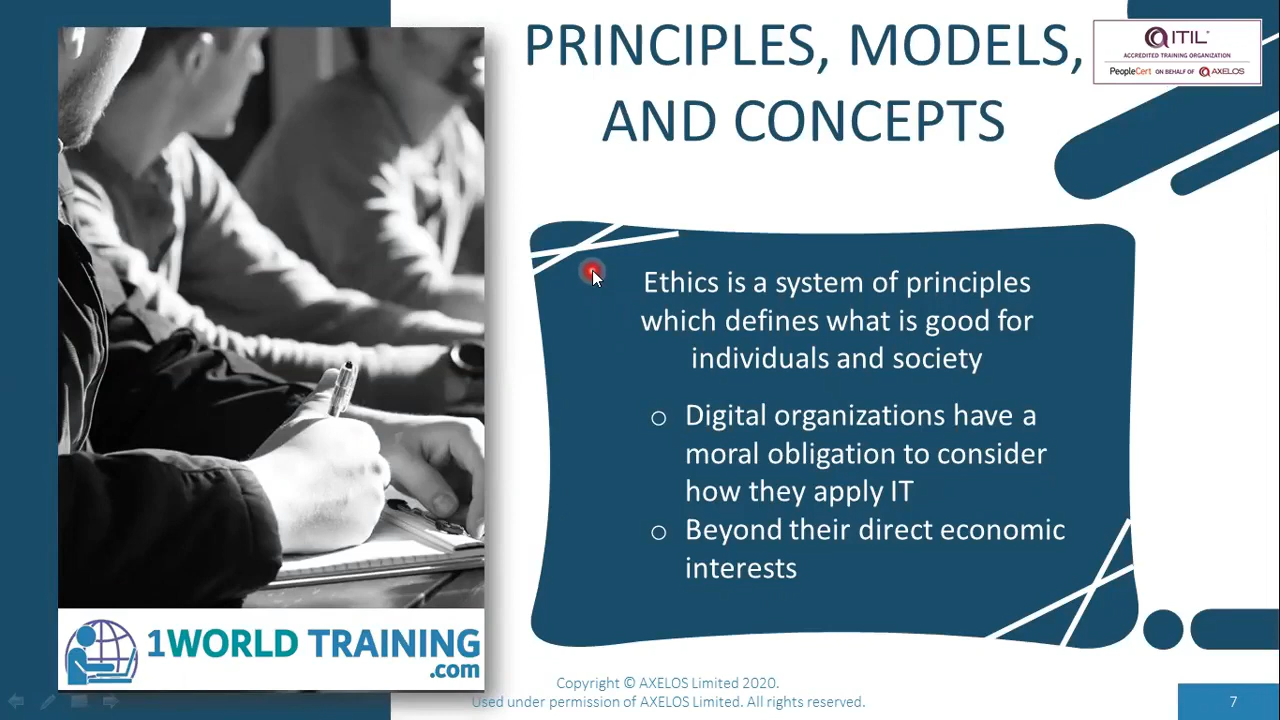 PRINCIPLES, MODELS,
AND CONCEPTS
ITIL®
ACCREDITED TRAINING ORGANIZATION
PeopleCert ON BEHALF OF AXELOS
Ethics is a system of principles
which defines what is good for
individuals and society
○ Digital organizations have a
moral obligation to consider
how they apply IT
○ Beyond their direct economic
interests
1WORLD TRAINING
.com
Copyright © AXELOS Limited 2020.
Used under permission of AXELOS Limited. All rights reserved.
7